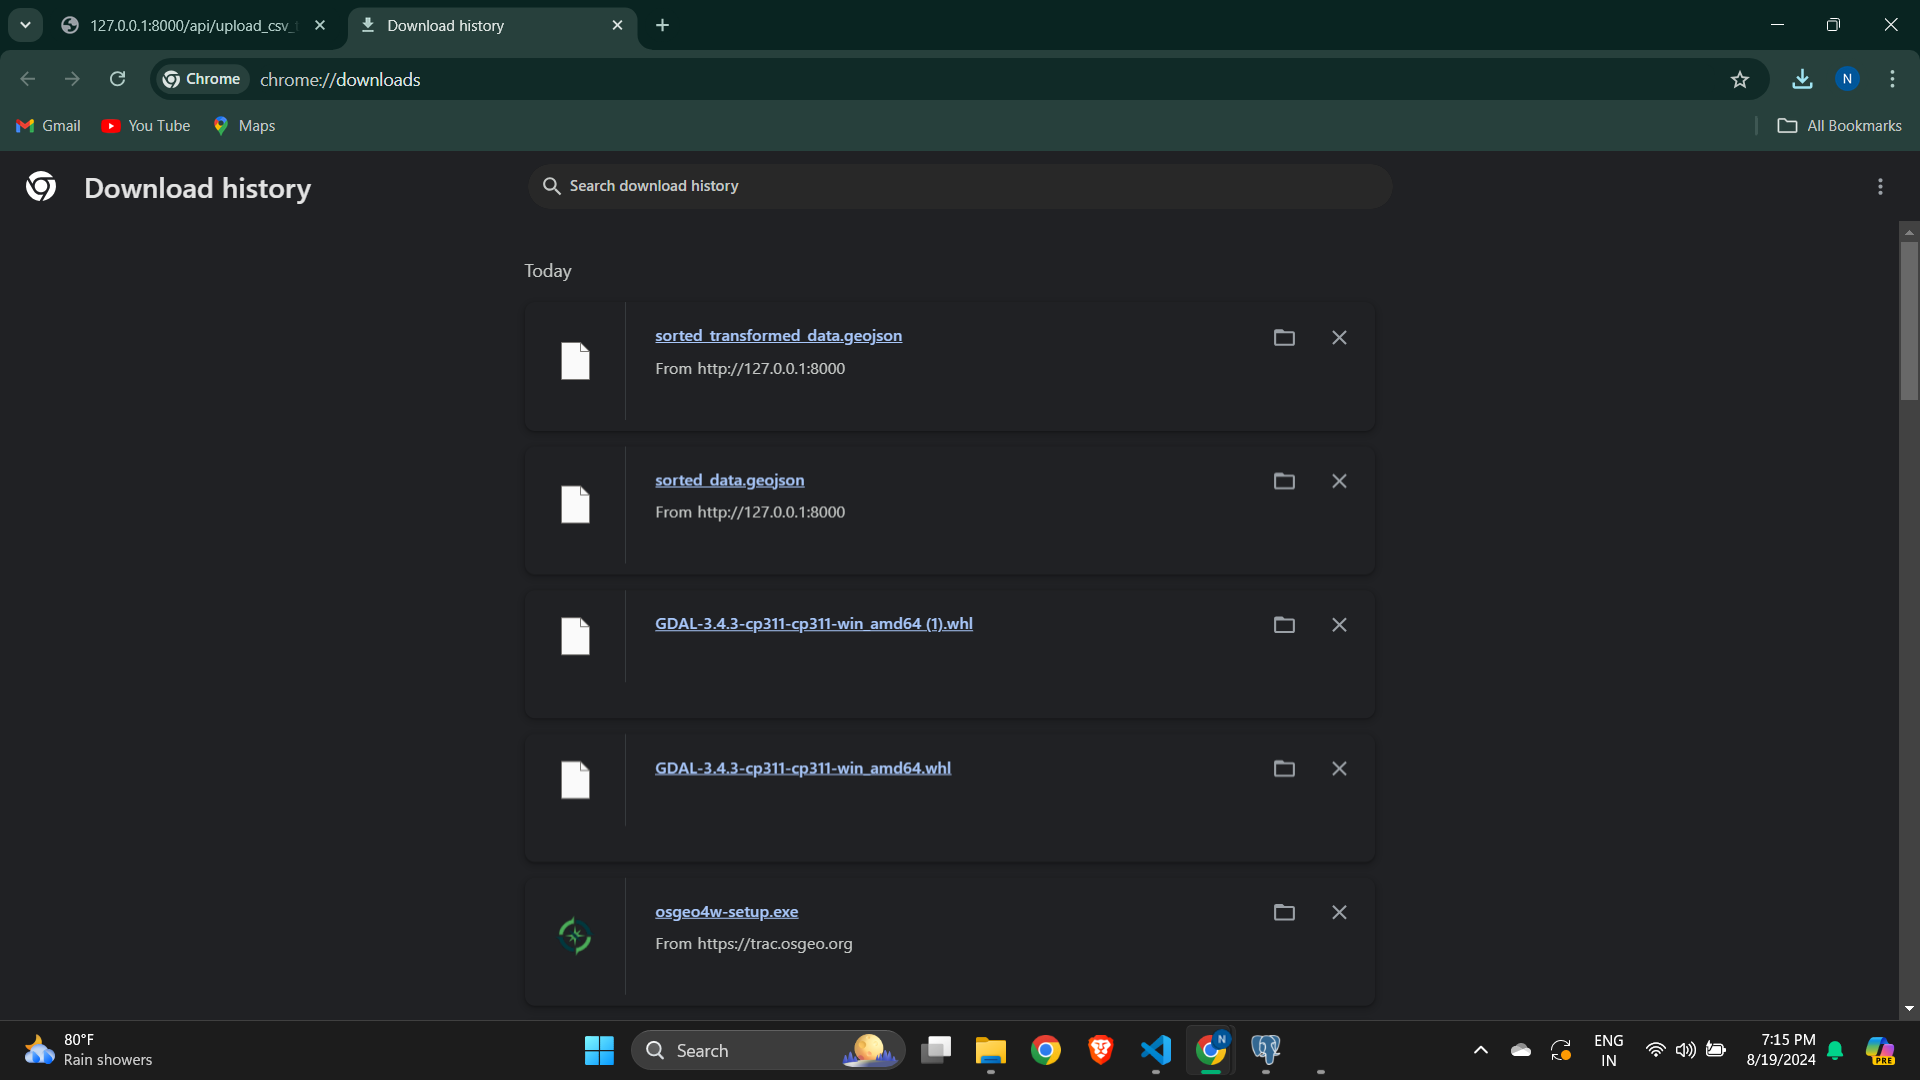 127.0.0.1:8000/api/upload_csv_
Download history
Chrome
chrome://downloads
N
Gmail
YouTube
Maps
All Bookmarks
Download history
Search download history
Today
sorted_transformed_data.geojson
From http://127.0.0.1:8000
sorted_data.geojson
From http://127.0.0.1:8000
GDAL-3.4.3-cp311-cp311-win_amd64 (1).whl
GDAL-3.4.3-cp311-cp311-win_amd64.whl
osgeo4w-setup.exe
From https://trac.osgeo.org
80°F
Rain showers
Search
N
ENG
IN
7:15 PM
8/19/2024
PRE